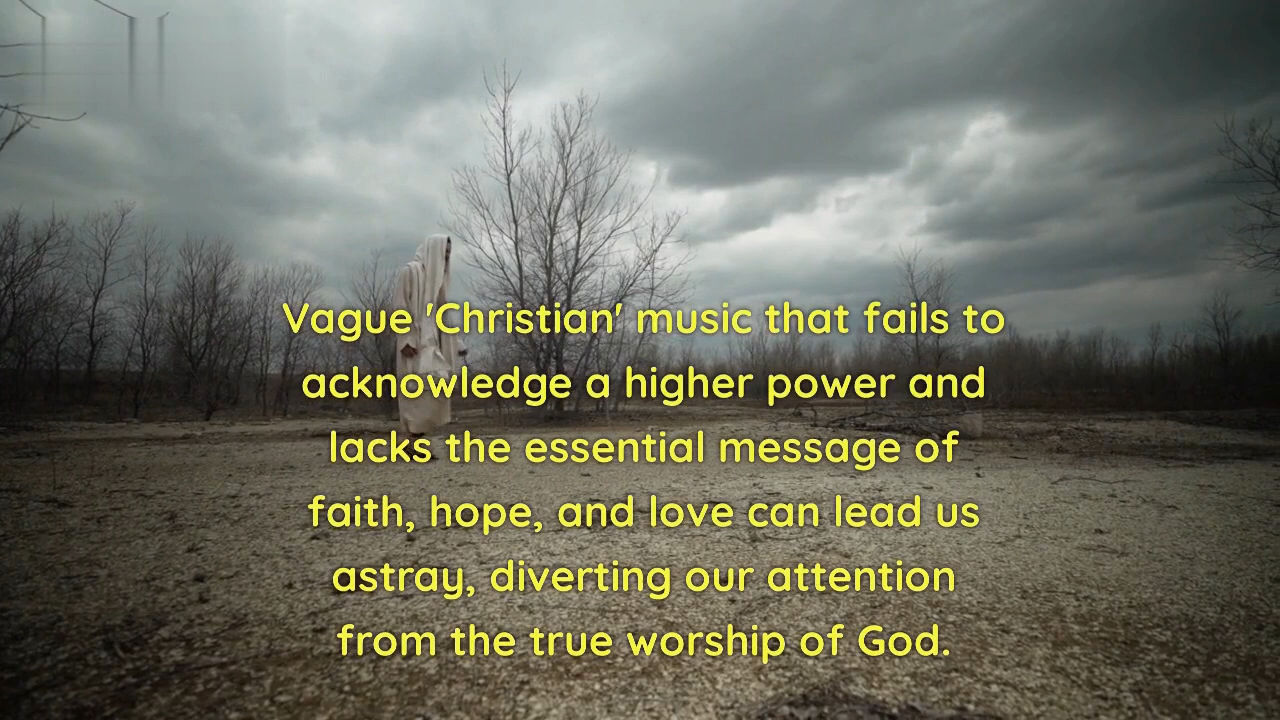 Vague 'Christian' music that fails to
acknowledge a higher power and
lacks the essential message of
faith, hope, and love can lead us
astray, diverting our attention
from the true worship of God.